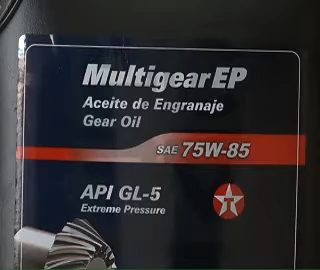 Multigear EP
Aceite de Engranaje
Gear Oil
SAE 75W-85
API GL-5
Extreme Pressure
T